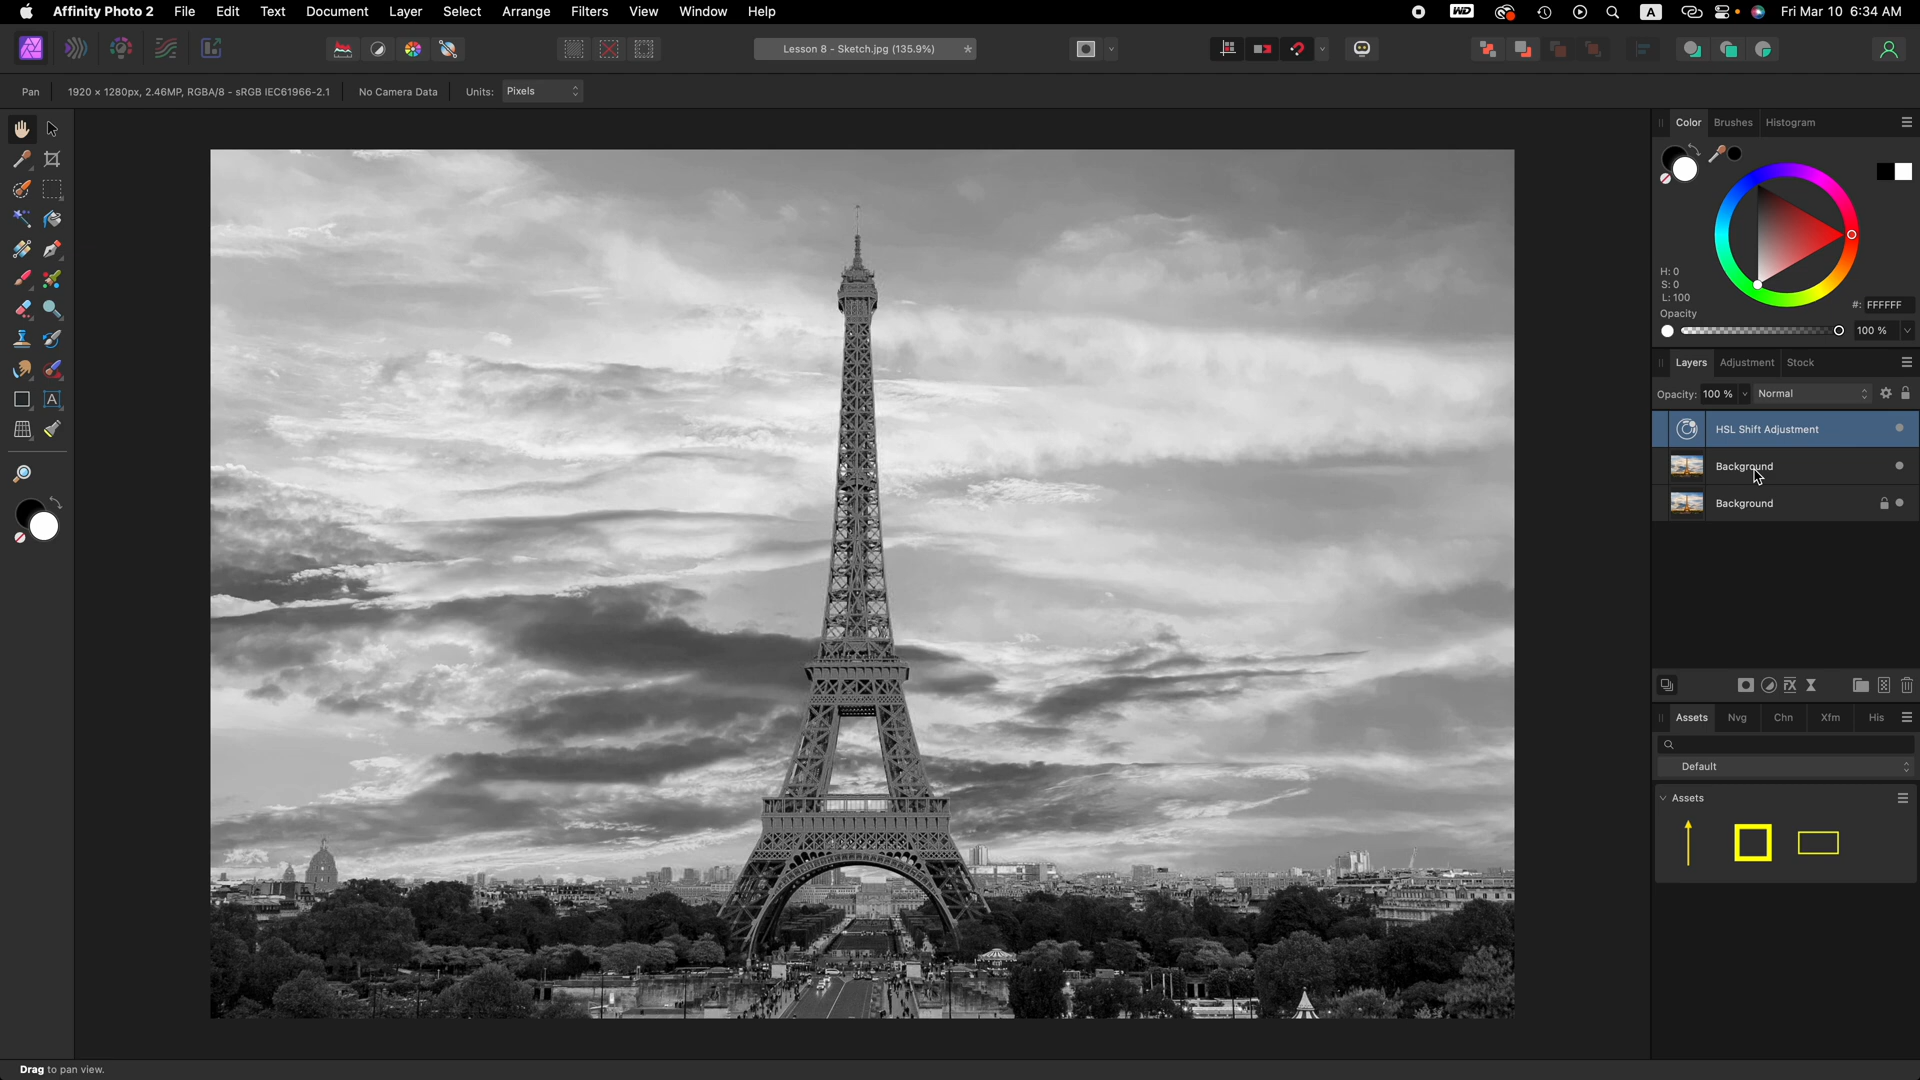 Affinity Photo 2 File Edit Text Document Layer Select Arrange Filters View Window Help WD A Fri Mar 10 6:34 AM
Lesson 8 - Sketch.jpg (135.9%) *
Pan 1920 × 1280px, 2.46MP, RGBA/8 - sRGB IEC61966-2.1 No Camera Data Units: Pixels
Color Brushes Histogram
H: 0
S: 0
L: 100
#: FFFFFF
Opacity
100 %
Layers Adjustment Stock
Opacity: 100 % Normal
HSL Shift Adjustment
Background
Background
Assets Nvg Chn Xfm His
Default
Assets
Drag to pan view.